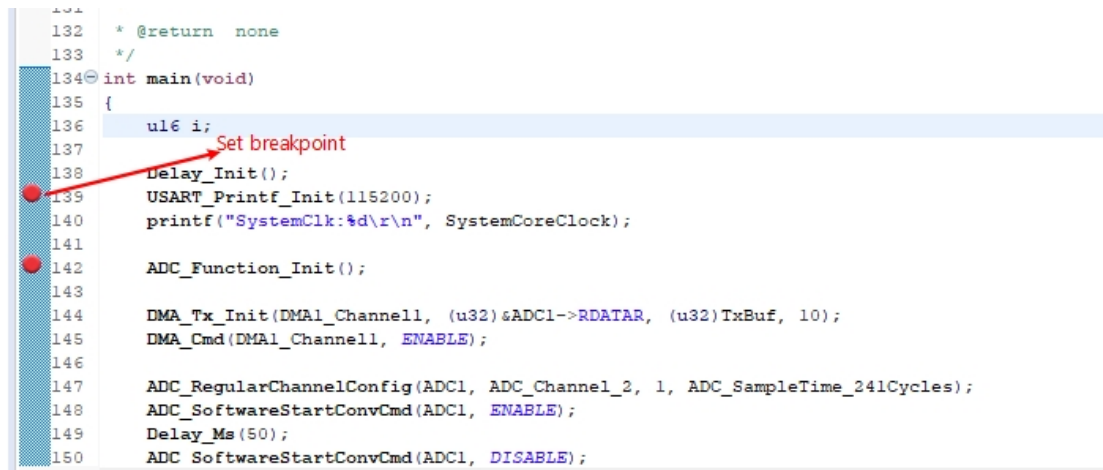 132 * @return none
133 */
134 int main(void)
135 {
136 u16 i;
137
Set breakpoint
138 Delay_Init();
139 USART_Printf_Init(115200);
140 printf("SystemClk:%d\r\n", SystemCoreClock);
141
142 ADC_Function_Init();
143
144 DMA_Tx_Init(DMA1_Channel1, (u32)&ADC1->RDATAR, (u32)TxBuf, 10);
145 DMA_Cmd(DMA1_Channel1, ENABLE);
146
147 ADC_RegularChannelConfig(ADC1, ADC_Channel_2, 1, ADC_SampleTime_241Cycles);
148 ADC_SoftwareStartConvCmd(ADC1, ENABLE);
149 Delay_Ms(50);
150 ADC_SoftwareStartConvCmd(ADC1, DISABLE);